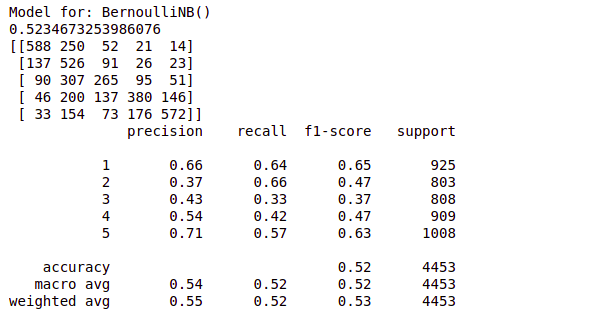 Model for: BernoulliNB()
0.5234673253986076
[[588 250  52  21  14]
 [137 526  91  26  23]
 [ 90 307 265  95  51]
 [ 46 200 137 380 146]
 [ 33 154  73 176 572]]
              precision    recall  f1-score   support

           1       0.66      0.64      0.65       925
           2       0.37      0.66      0.47       803
           3       0.43      0.33      0.37       808
           4       0.54      0.42      0.47       909
           5       0.71      0.57      0.63      1008

    accuracy                           0.52      4453
   macro avg       0.54      0.52      0.52      4453
weighted avg       0.55      0.52      0.53      4453